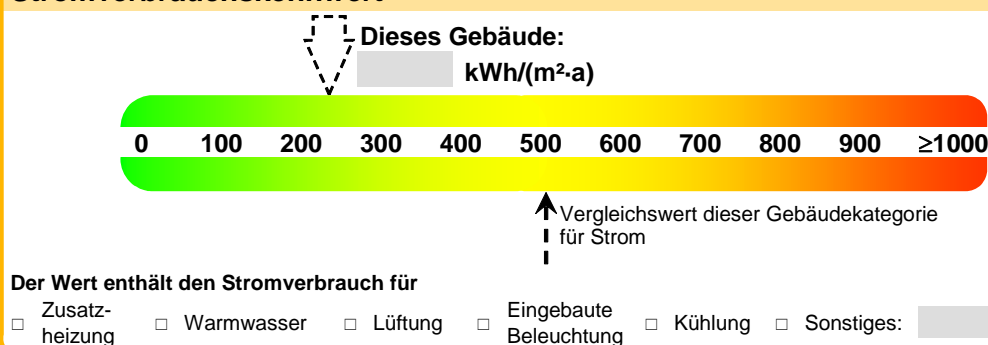 Stromverbrauchskennwert
Dieses Gebäude:
kWh/(m²·a)
0 100 200 300 400 500 600 700 800 900 ≥1000
Vergleichswert dieser Gebäudekategorie
für Strom
Der Wert enthält den Stromverbrauch für
□ Zusatz-
heizung
□ Warmwasser
□ Lüftung
□ Eingebaute
Beleuchtung
□ Kühlung
□ Sonstiges: